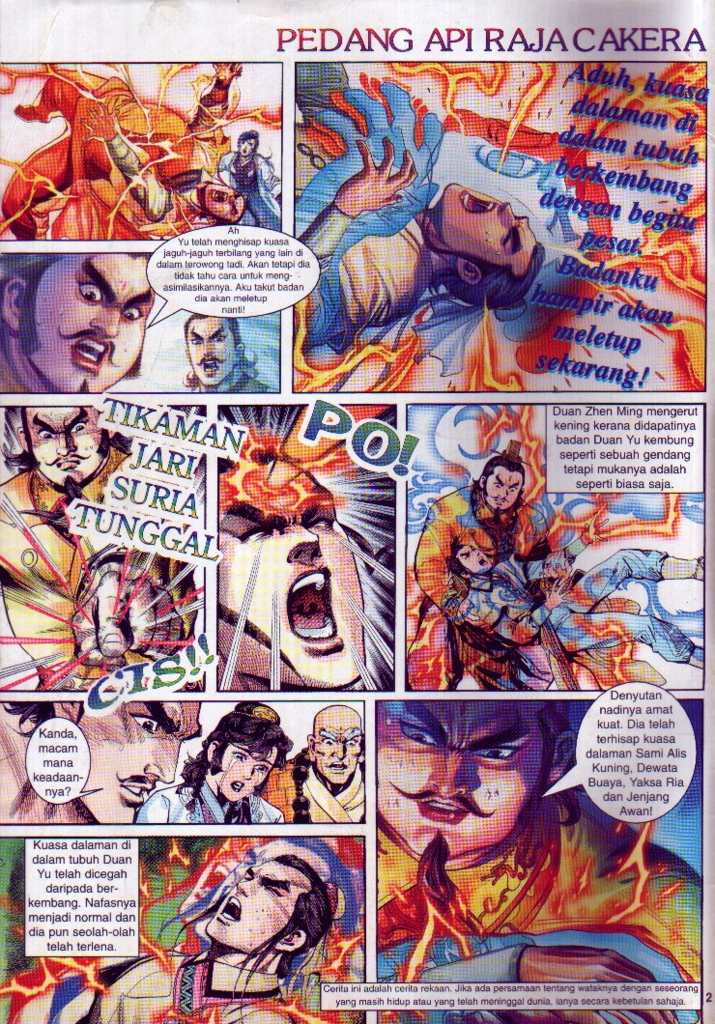 PEDANG API RAJA CAKERA
Ah
Yu telah menghisap kuasa
jaguh-jaguh terbilang yang lain di
dalam terowong tadi. Akan tetapi dia
tidak tahu cara untuk meng-
asimilasikannya. Aku takut badan
dia akan meletup
nanti!
Aduh, kuasa
dalaman di
dalam tubuh
berkembang
dengan begitu
pesat.
Badanku
hampir akan
meletup
sekarang!
TIKAMAN
JARI
SURIA
TUNGGAL
CIS!!
PO!
Duan Zhen Ming mengerut
kening kerana didapatinya
badan Duan Yu kembung
seperti sebuah gendang
tetapi mukanya adalah
seperti biasa saja.
Kanda,
macam
mana
keadaan-
nya?
Denyutan
nadinya amat
kuat. Dia telah
menghisap kuasa
dalaman Sami Alis
Kuning, Dewata
Buaya, Yaksa Ria
dan Jenjang
Awan!
Kuasa dalaman di
dalam tubuh Duan
Yu telah dicegah
daripada ber-
kembang. Nafasnya
menjadi normal dan
dia pun seolah-olah
telah terlena.
Cerita ini adalah cerita rekaan. Jika ada persamaan tentang wataknya dengan seseorang
yang masih hidup atau yang telah meninggal dunia, ianya secara kebetulan sahaja.
2